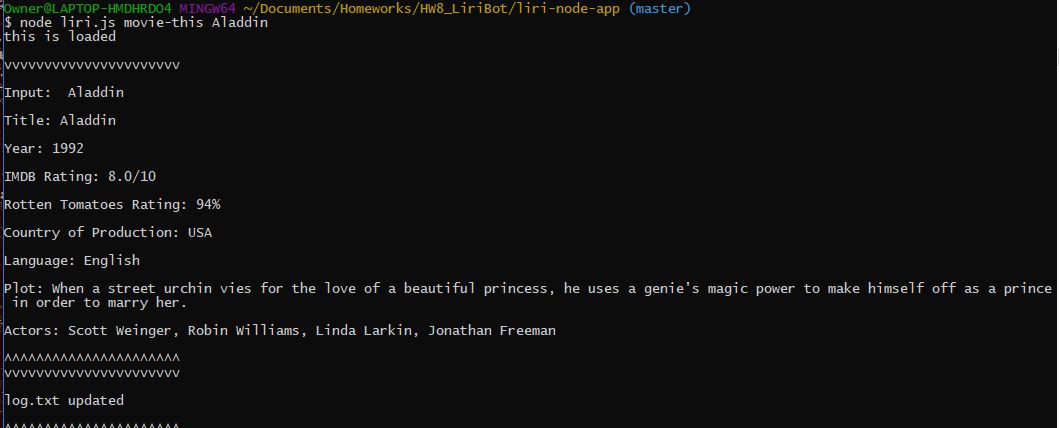 Owner@LAPTOP-HMDHRDO4 MINGW64 ~/Documents/Homeworks/HW8_LiriBot/liri-node-app (master)
$ node liri.js movie-this Aladdin
this is loaded
vvvvvvvvvvvvvvvvvvvvvv
Input:  Aladdin
Title: Aladdin
Year: 1992
IMDB Rating: 8.0/10
Rotten Tomatoes Rating: 94%
Country of Production: USA
Language: English
Plot: When a street urchin vies for the love of a beautiful princess, he uses a genie's magic power to make himself off as a prince
 in order to marry her.
Actors: Scott Weinger, Robin Williams, Linda Larkin, Jonathan Freeman
^^^^^^^^^^^^^^^^^^^^^^
vvvvvvvvvvvvvvvvvvvvvv
log.txt updated
^^^^^^^^^^^^^^^^^^^^^^